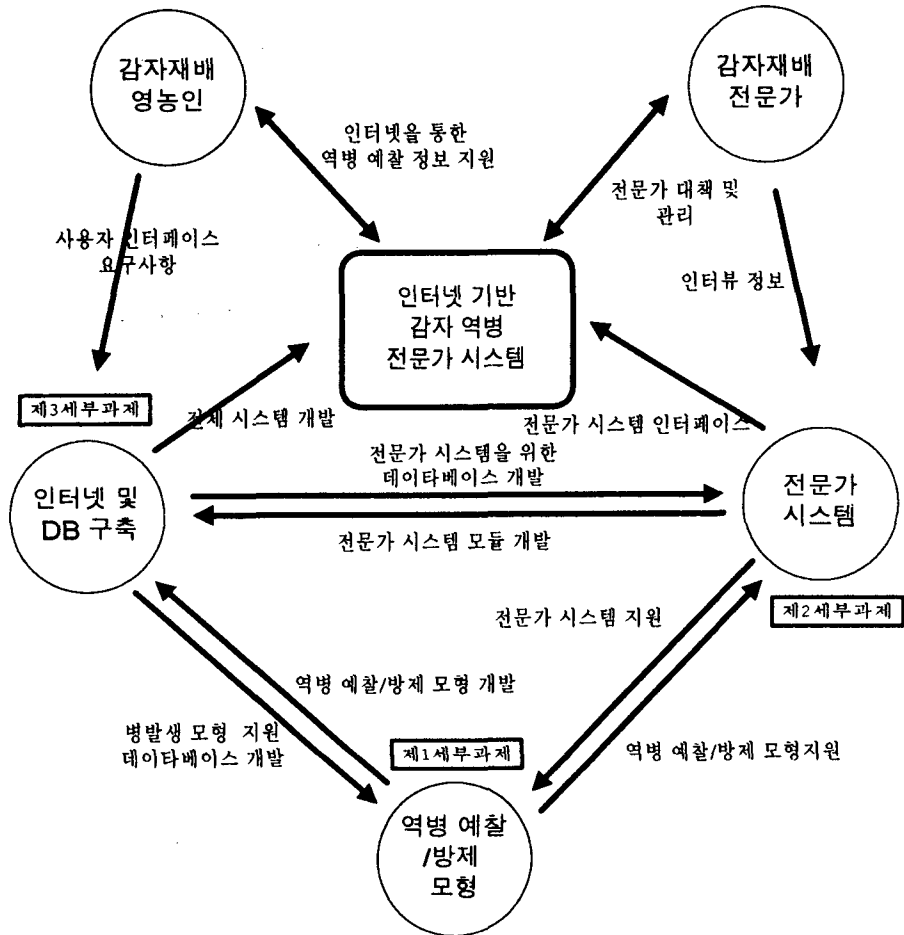 감자재배
영농인
감자재배
전문가
인터넷을 통한
역병 예찰 정보 지원
전문가 대책 및
관리
사용자 인터페이스
요구사항
인터뷰 정보
인터넷 기반
감자 역병
전문가 시스템
제3세부과제
전체 시스템 개발
전문가 시스템 인터페이스
전문가 시스템을 위한
데이타베이스 개발
인터넷 및
DB 구축
전문가
시스템
전문가 시스템 모듈 개발
전문가 시스템 지원
제2세부과제
역병 예찰/방제 모형 개발
병발생 모형 지원
데이타베이스 개발
제1세부과제
역병 예찰/방제 모형지원
역병 예찰
/방제
모형